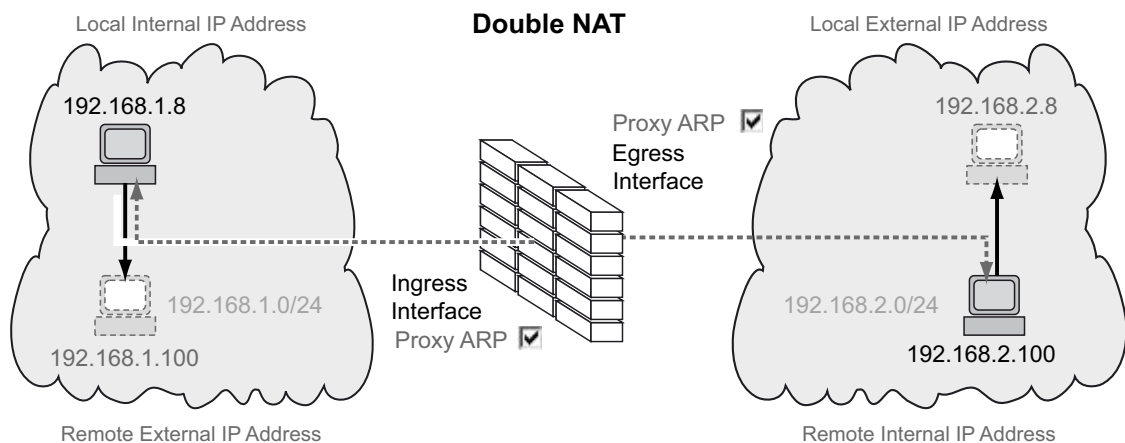 Local Internal IP Address
Double NAT
Local External IP Address
192.168.1.8
192.168.2.8
Proxy ARP
Egress
Interface
Ingress
Interface
Proxy ARP
192.168.1.0/24
192.168.2.0/24
192.168.1.100
192.168.2.100
Remote External IP Address
Remote Internal IP Address